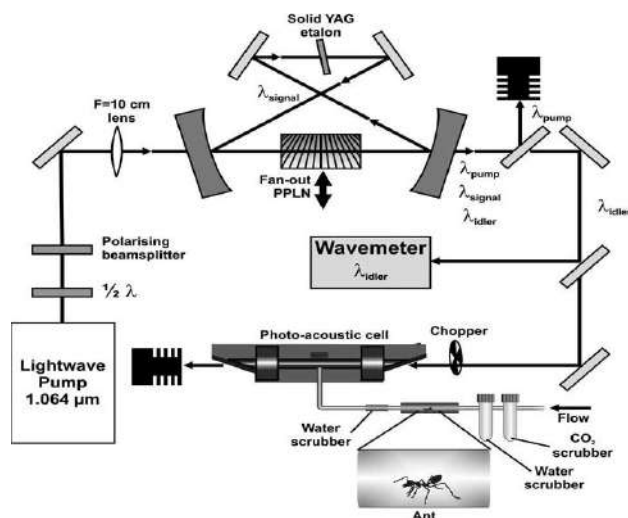 Solid YAG
etalon
λsignal
F=10 cm
lens
λpump
Fan-out
PPLN
λpump
λsignal
λidler
λidler
Wavemeter
λidler
Polarising
beamsplitter
½ λ
Lightwave
Pump
1.064 µm
Photo-acoustic cell
Chopper
Flow
Water
scrubber
CO₂
scrubber
Water
scrubber
Ant